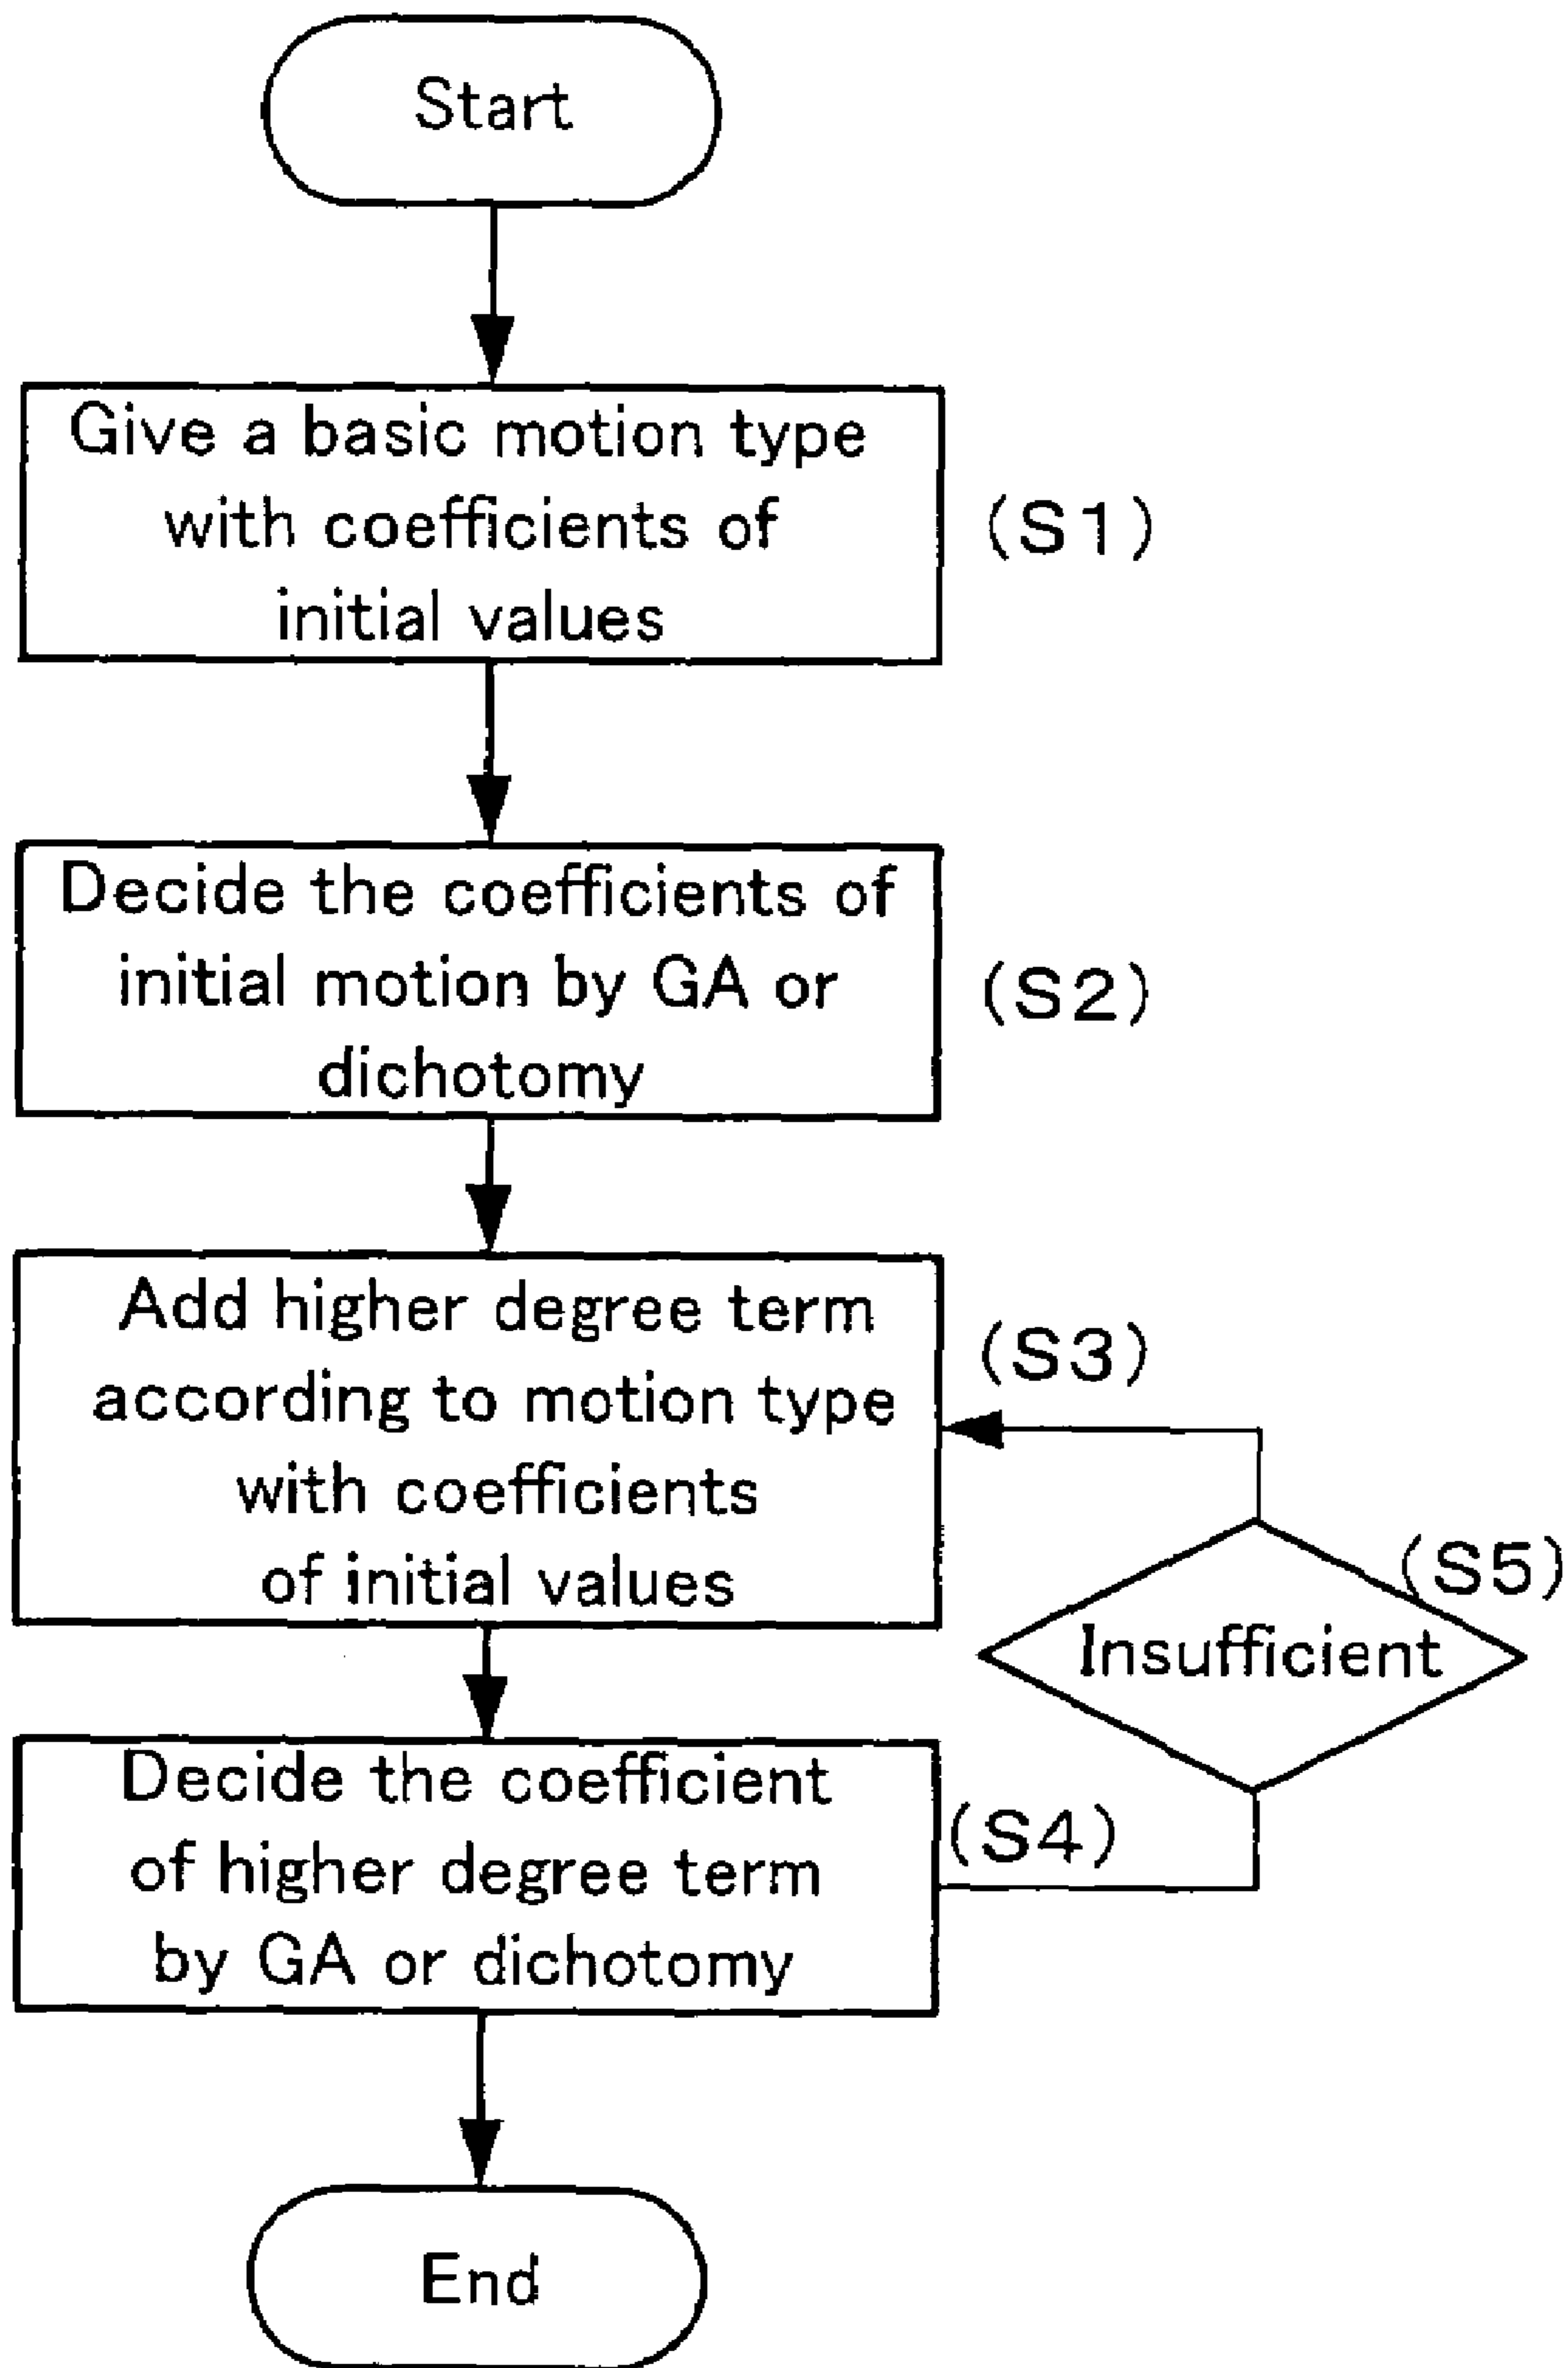 Start
Give a basic motion type
with coefficients of
initial values
(S1)
Decide the coefficients of
initial motion by GA or
dichotomy
(S2)
Add higher degree term
according to motion type
with coefficients
of initial values
(S3)
(S5)
Insufficient
Decide the coefficient
of higher degree term
by GA or dichotomy
(S4)
End